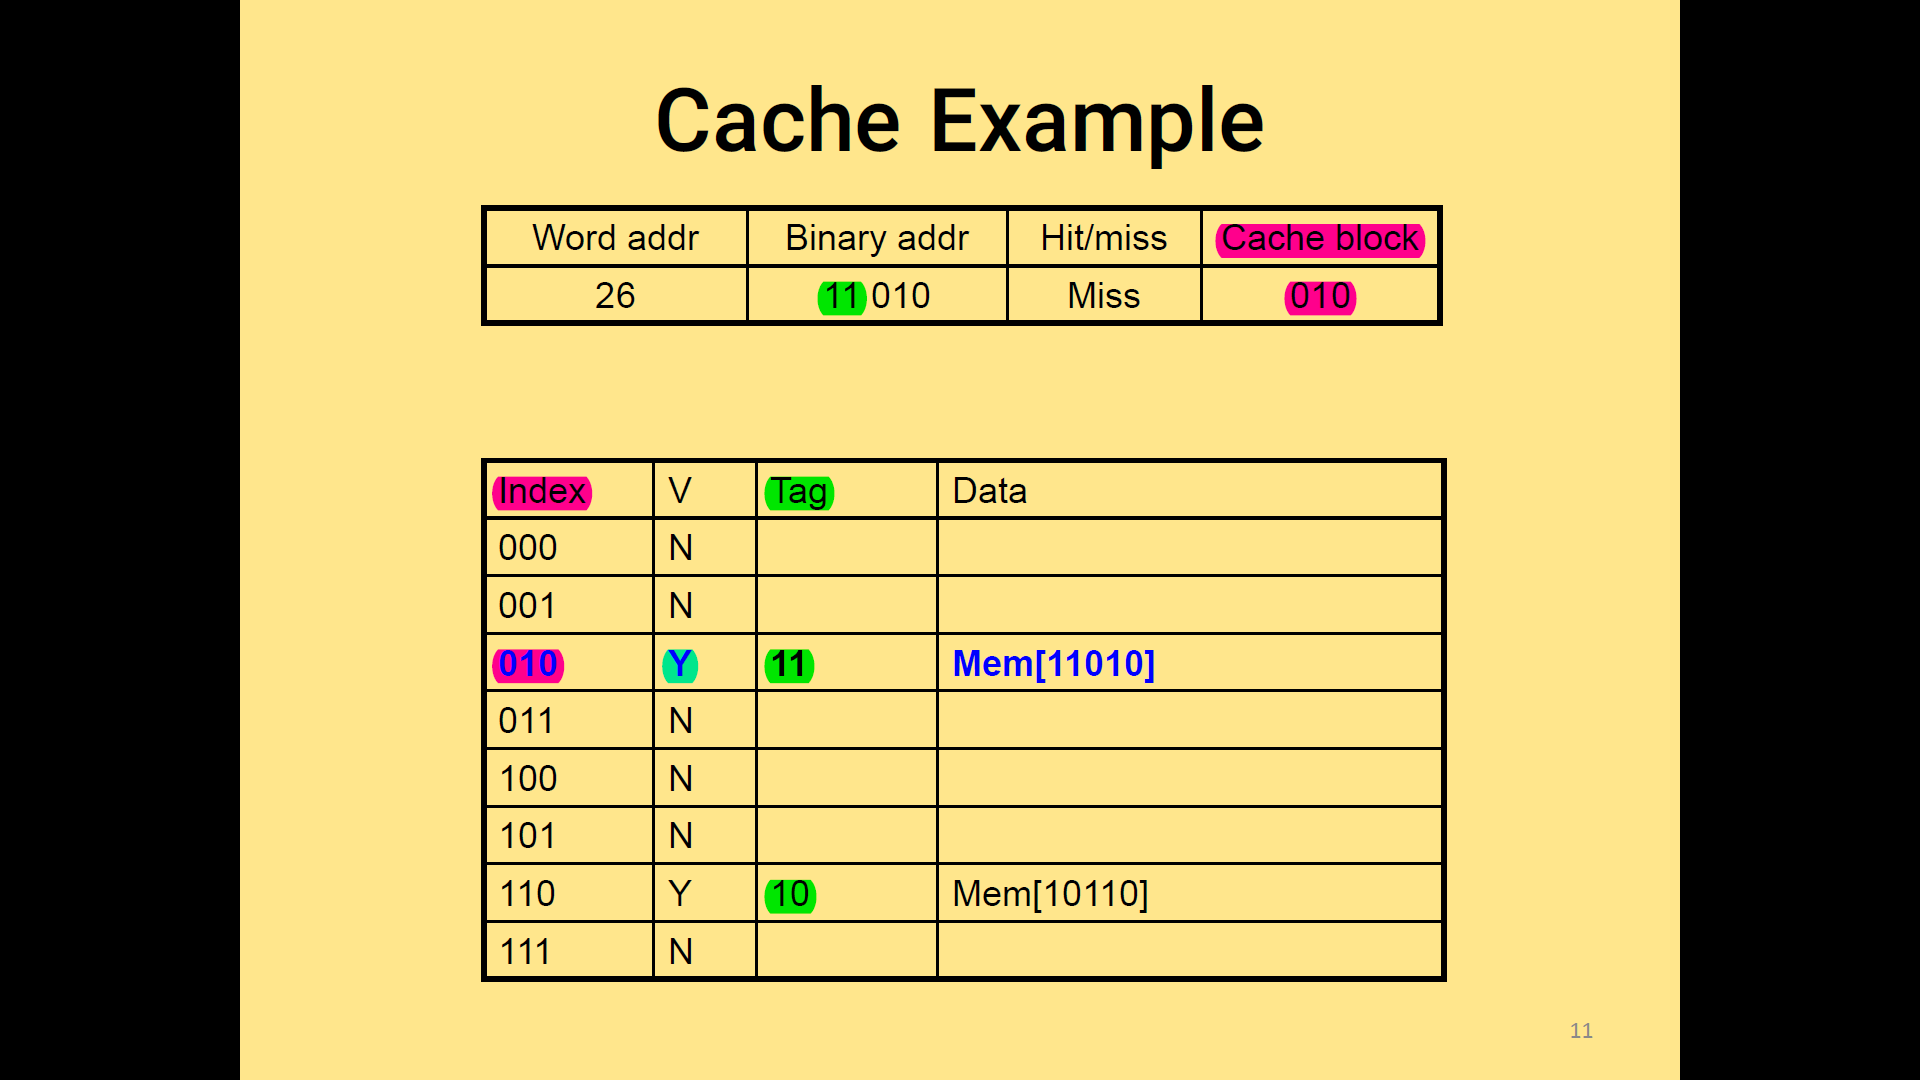 Cache Example
Word addr Binary addr Hit/miss Cache block
26 11 010 Miss 010
Index V Tag Data
000 N
001 N
010 Y 11 Mem[11010]
011 N
100 N
101 N
110 Y 10 Mem[10110]
111 N
11